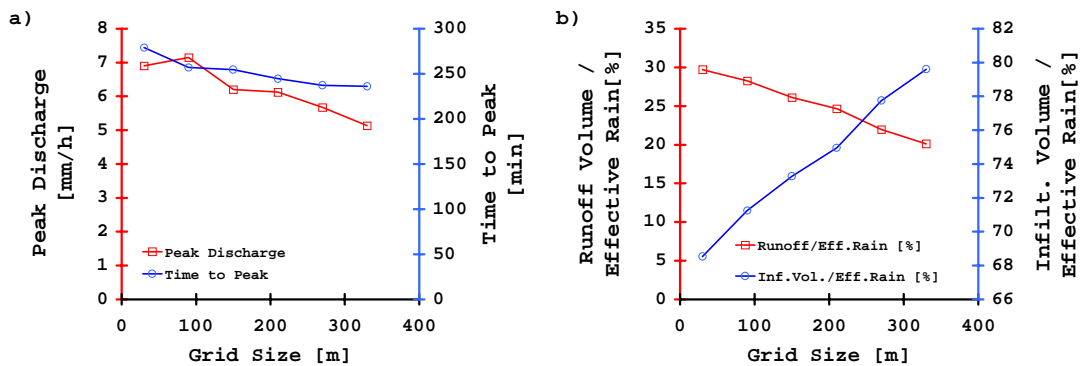 a)
8
7
6
5
4
3
2
1
0
Peak Discharge
[mm/h]
300
250
200
150
100
50
0
Time to Peak
[min]
Peak Discharge
Time to Peak
0 100 200 300 400
Grid Size [m]
b)
35
30
25
20
15
10
5
0
Runoff Volume /
Effective Rain[%]
82
80
78
76
74
72
70
68
66
Infilt. Volume /
Effective Rain[%]
Runoff/Eff.Rain [%]
Inf.Vol./Eff.Rain [%]
0 100 200 300 400
Grid Size [m]